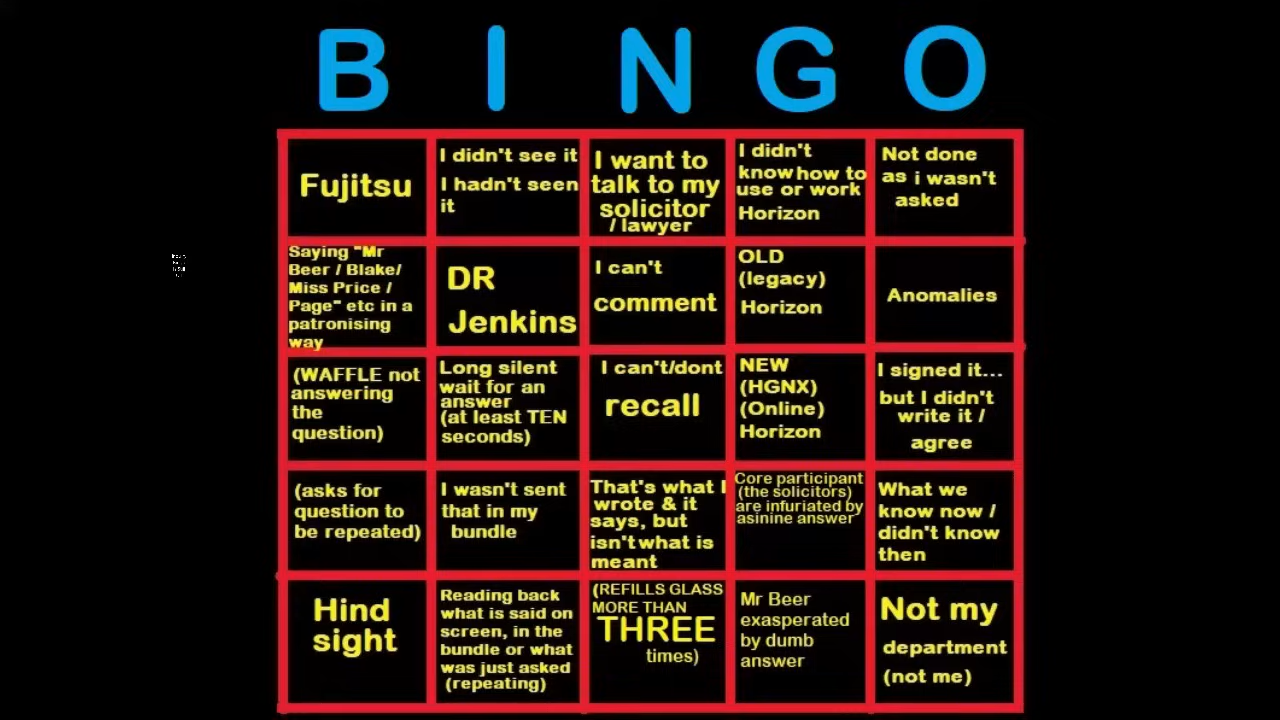 B I N G O
Fujitsu
I didn't see it
I hadn't seen
it
I want to
talk to my
solicitor
/ lawyer
I didn't
know how to
use or work
Horizon
Not done
as i wasn't
asked
Saying "Mr
Beer / Blake/
Miss Price /
Page" etc in a
patronising
way
DR
Jenkins
I can't
comment
OLD
(legacy)
Horizon
Anomalies
(WAFFLE not
answering
the
question)
Long silent
wait for an
answer
(at least TEN
seconds)
I can't/dont
recall
NEW
(HGNX)
(Online)
Horizon
I signed it...
but I didn't
write it /
agree
(asks for
question to
be repeated)
I wasn't sent
that in my
bundle
That's what I
wrote & it
says, but
isn't what is
meant
Core participant
(the solicitors)
are infuriated by
asinine answer
What we
know now /
didn't know
then
Hind
sight
Reading back
what is said on
screen, in the
bundle or what
was just asked
(repeating)
(REFILLS GLASS
MORE THAN
THREE
times)
Mr Beer
exasperated
by dumb
answer
Not my
department
(not me)